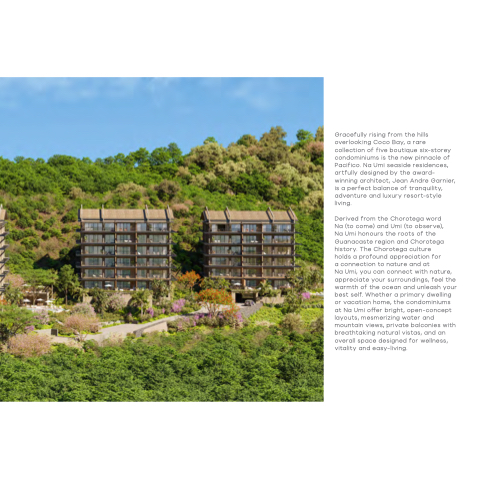 Gracefully rising from the hills
overlooking Coco Bay, a rare
collection of five boutique six-storey
condominiums is the new pinnacle of
Pacifico. Na Umi seaside residences,
artfully designed by the award-
winning architect, Jean Andre Garnier,
is a perfect balance of tranquility,
adventure and luxury resort-style
living.
Derived from the Chorotega word
Na (to come) and Umi (to observe),
Na Umi honours the roots of the
Guanacaste region and Chorotega
history. The Chorotega culture
holds a profound appreciation for
a connection to nature and at
Na Umi, you can connect with nature,
appreciate your surroundings, feel the
warmth of the ocean and unleash your
best self. Whether a primary dwelling
or vacation home, the condominiums
at Na Umi offer bright, open-concept
layouts, mesmerizing water and
mountain views, private balconies with
breathtaking natural vistas, and an
overall space designed for wellness,
vitality and easy-living.